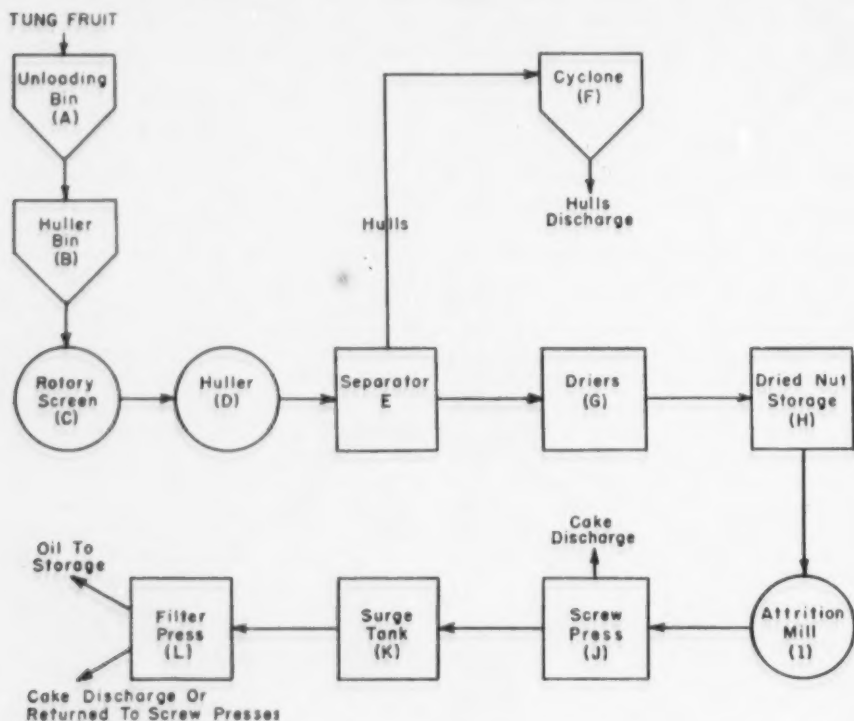 TUNG FRUIT
Unloading
Bin
(A)
Cyclone
(F)
Hulls
Discharge
Huller
Bin
(B)
Hulls
Rotary
Screen
(C)
Huller
(D)
Separator
E
Driers
(G)
Dried Nut
Storage
(H)
Cake
Discharge
Oil To
Storage
Filter
Press
(L)
Surge
Tank
(K)
Screw
Press
(J)
Attrition
Mill
(I)
Cake Discharge Or
Returned To Screw Presses